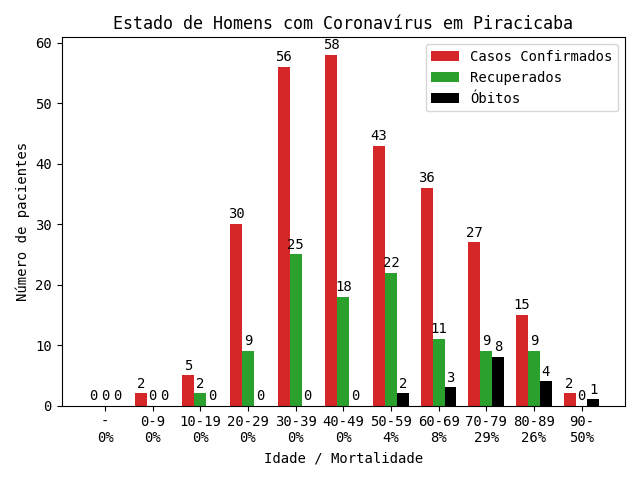 Estado de Homens com Coronavírus em Piracicaba
Casos Confirmados
Recuperados
Óbitos
Número de pacientes
60
50
40
30
20
10
0
0 0 0
2 0 0
5 2 0
30 9 0
56 25 0
58 18 0
43 22 2
36 11 3
27 9 8
15 9 4
2 0 1
- 0-9 10-19 20-29 30-39 40-49 50-59 60-69 70-79 80-89 90-
0% 0% 0% 0% 0% 0% 4% 8% 29% 26% 50%
Idade / Mortalidade